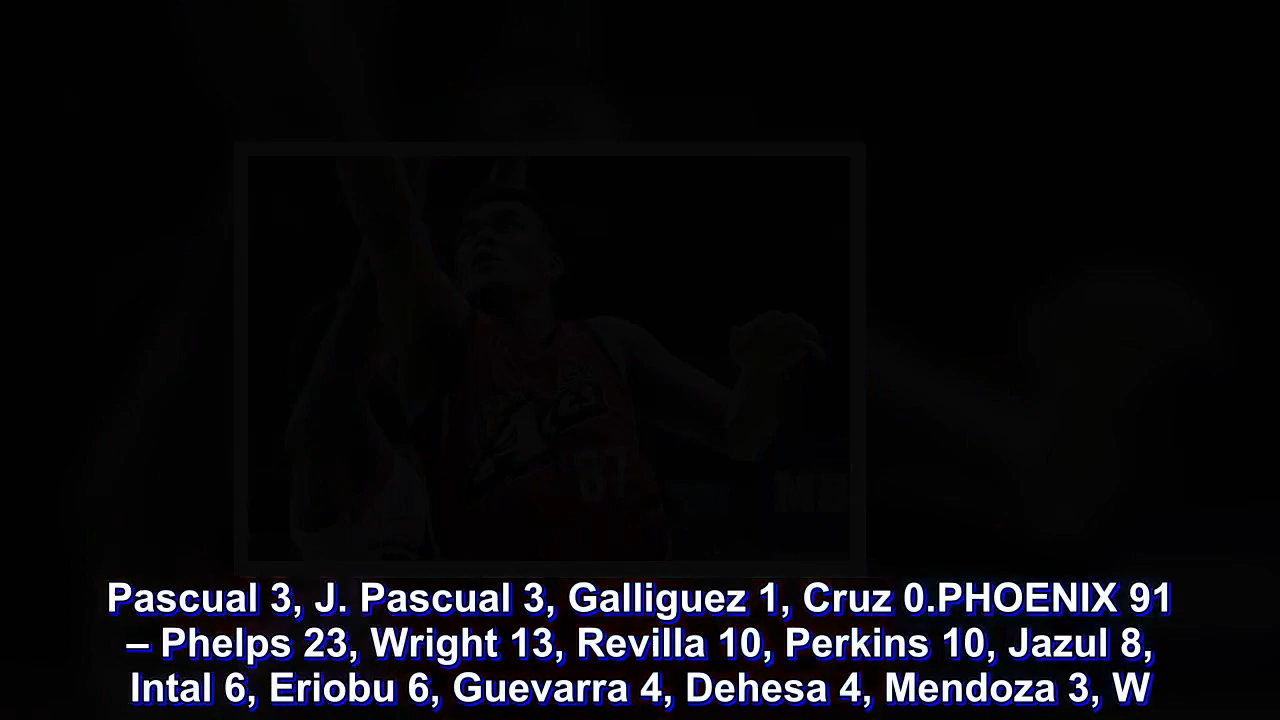 Pascual 3, J. Pascual 3, Galliguez 1, Cruz 0.PHOENIX 91
– Phelps 23, Wright 13, Revilla 10, Perkins 10, Jazul 8,
Intal 6, Eriobu 6, Guevarra 4, Dehesa 4, Mendoza 3, W